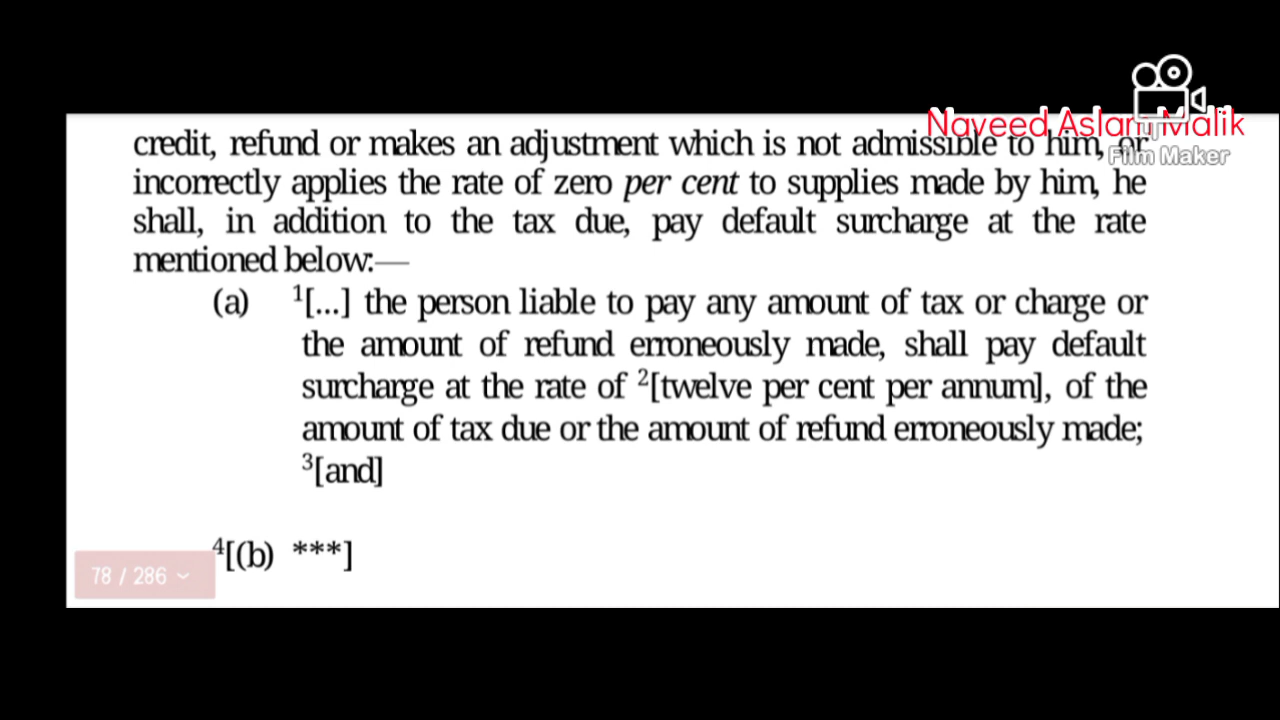 Naveed Aslam Malik
Film Maker
credit, refund or makes an adjustment which is not admissible to him, or
incorrectly applies the rate of zero per cent to supplies made by him, he
shall, in addition to the tax due, pay default surcharge at the rate
mentioned below:—
(a) ¹[...] the person liable to pay any amount of tax or charge or
the amount of refund erroneously made, shall pay default
surcharge at the rate of ²[twelve per cent per annum], of the
amount of tax due or the amount of refund erroneously made;
³[and]
⁴[(b) ***]
78 / 286